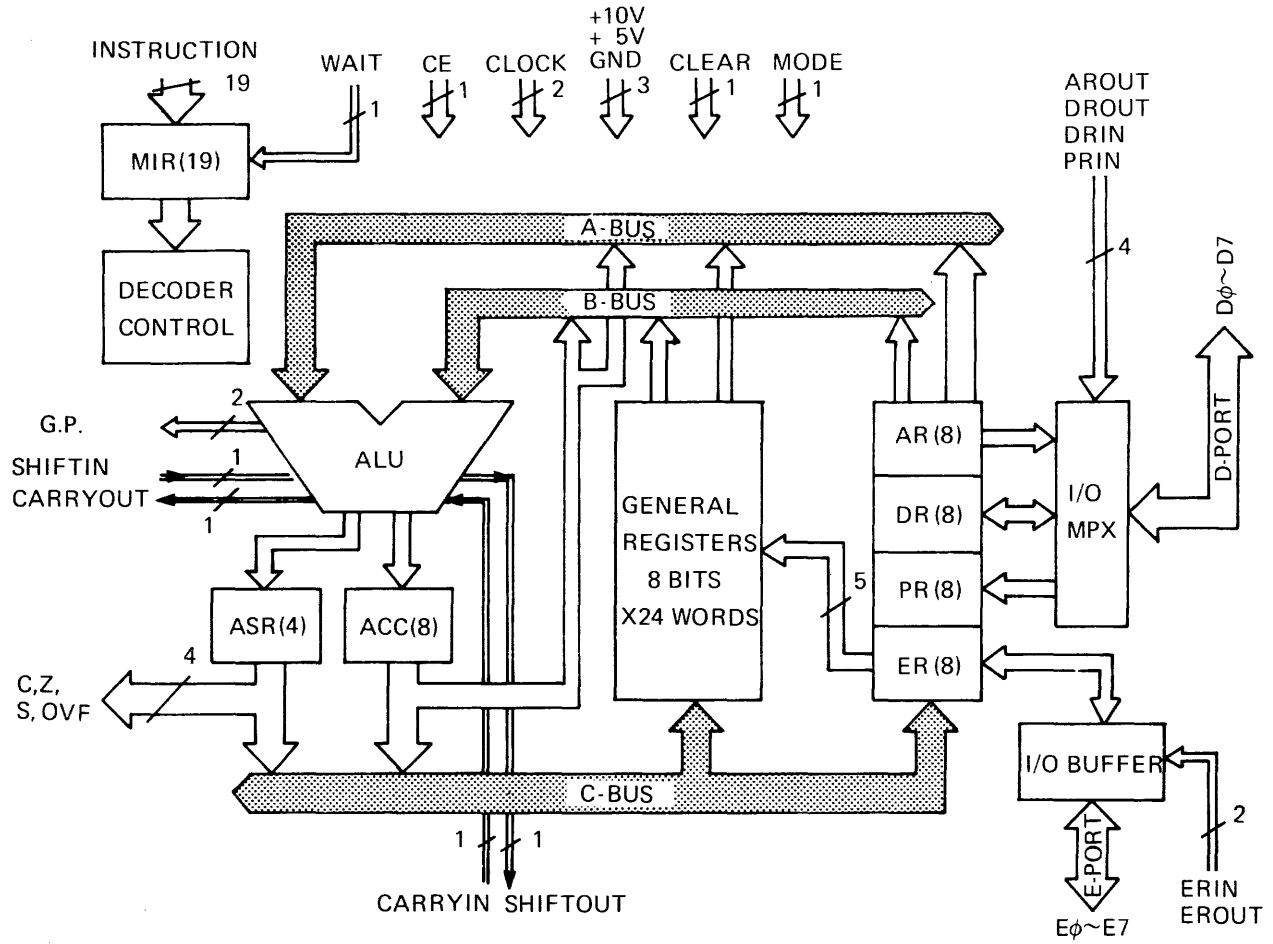 +10V
+ 5V
GND
INSTRUCTION
19
WAIT
1
CE
1
CLOCK
2
3
CLEAR
1
MODE
1
AROUT
DROUT
DRIN
PRIN
4
MIR(19)
DECODER
CONTROL
A-BUS
B-BUS
Dϕ~D7
D-PORT
G.P.
2
SHIFTIN
1
CARRYOUT
1
ALU
GENERAL
REGISTERS
8 BITS
X24 WORDS
5
AR(8)
DR(8)
PR(8)
ER(8)
I/O
MPX
ASR(4)
ACC(8)
C,Z,
S,OVF
4
C-BUS
I/O BUFFER
2
1
1
CARRYIN SHIFTOUT
E-PORT
Eϕ~E7
ERIN
EROUT